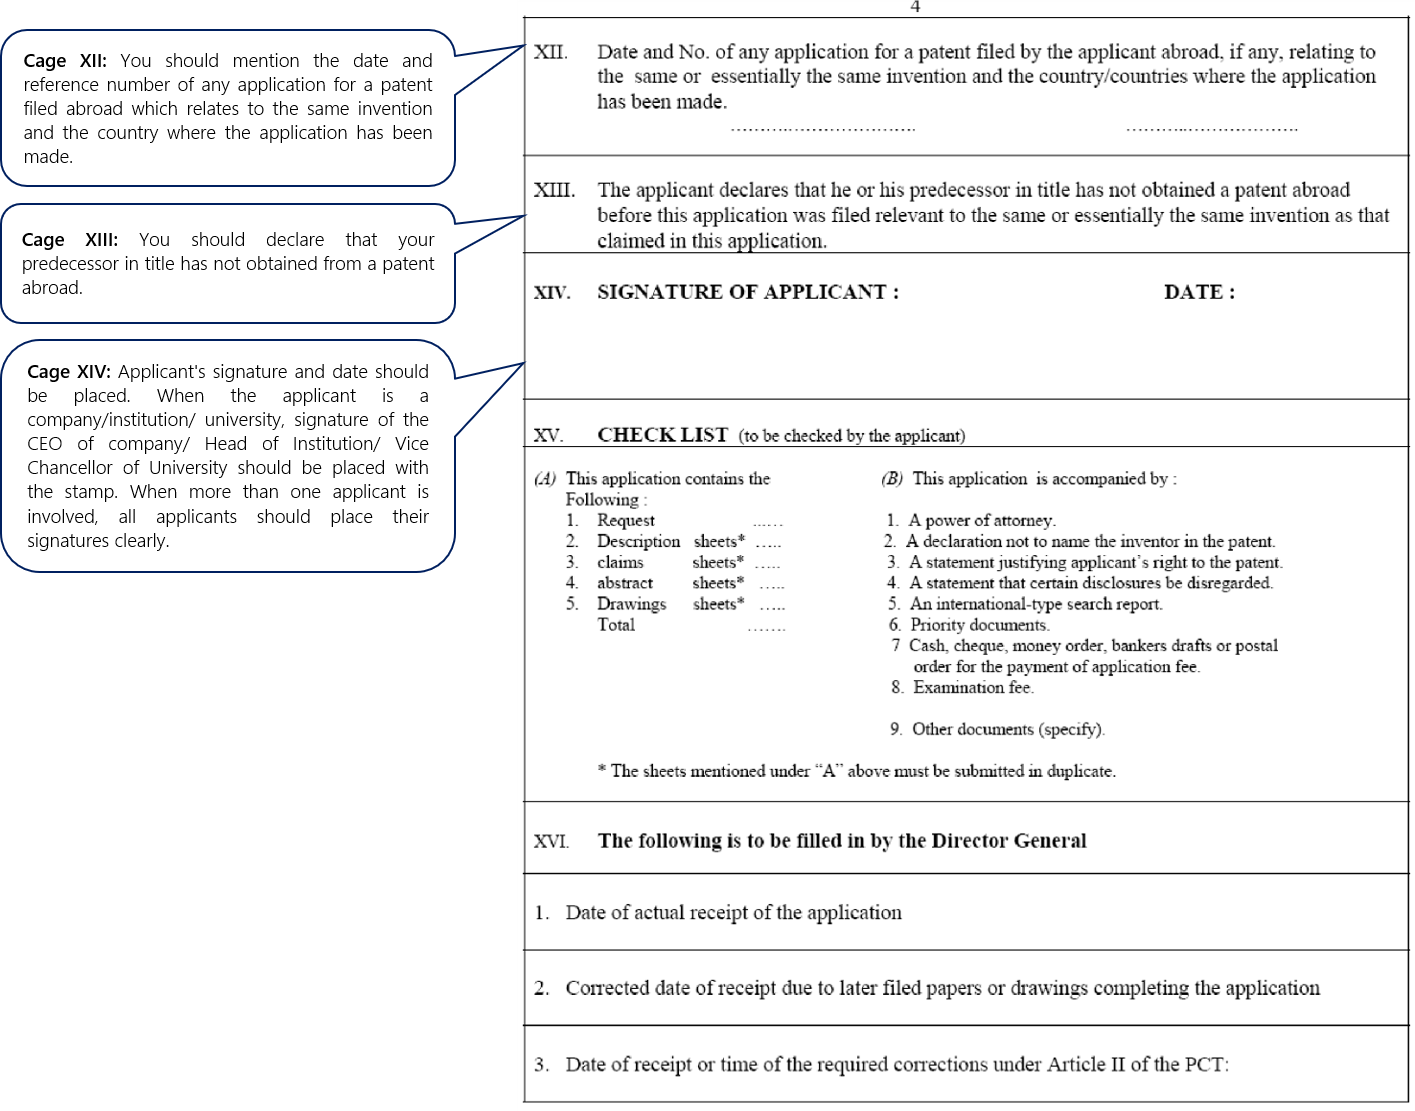 4
Cage XII: You should mention the date and
reference number of any application for a patent
filed abroad which relates to the same invention
and the country where the application has been
made.
XII. Date and No. of any application for a patent filed by the applicant abroad, if any, relating to
the same or essentially the same invention and the country/countries where the application
has been made.
................................ ..............................
Cage XIII: You should declare that your
predecessor in title has not obtained from a patent
abroad.
XIII. The applicant declares that he or his predecessor in title has not obtained a patent abroad
before this application was filed relevant to the same or essentially the same invention as that
claimed in this application.
Cage XIV: Applicant's signature and date should
be placed. When the applicant is a
company/institution/ university, signature of the
CEO of company/ Head of Institution/ Vice
Chancellor of University should be placed with
the stamp. When more than one applicant is
involved, all applicants should place their
signatures clearly.
XIV. SIGNATURE OF APPLICANT : DATE :
XV. CHECK LIST (to be checked by the applicant)
(A) This application contains the
Following :
1. Request ......
2. Description sheets* .....
3. claims sheets* .....
4. abstract sheets* .....
5. Drawings sheets* .....
Total .......
(B) This application is accompanied by :
1. A power of attorney.
2. A declaration not to name the inventor in the patent.
3. A statement justifying applicant's right to the patent.
4. A statement that certain disclosures be disregarded.
5. An international-type search report.
6. Priority documents.
7 Cash, cheque, money order, bankers drafts or postal
order for the payment of application fee.
8. Examination fee.
9. Other documents (specify).
* The sheets mentioned under “A” above must be submitted in duplicate.
XVI. The following is to be filled in by the Director General
1. Date of actual receipt of the application
2. Corrected date of receipt due to later filed papers or drawings completing the application
3. Date of receipt or time of the required corrections under Article II of the PCT: